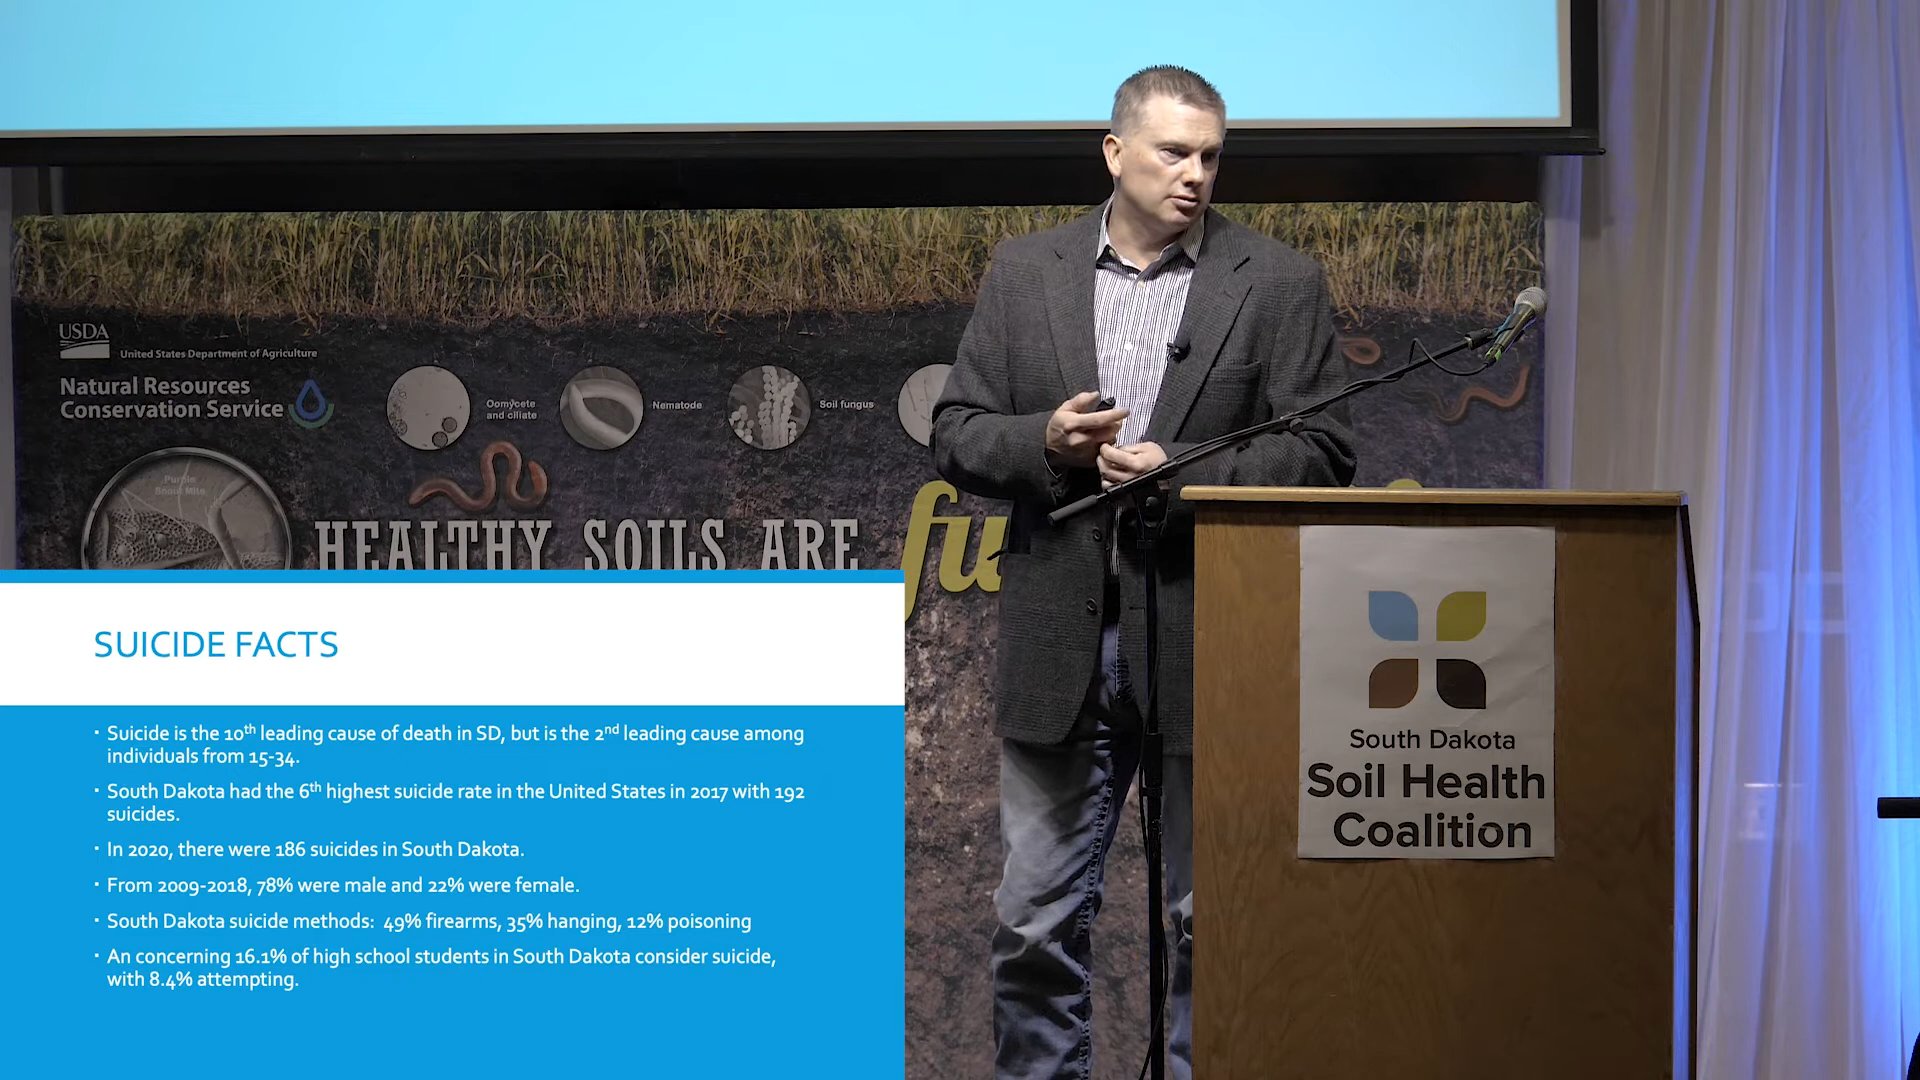 USDA
United States Department of Agriculture
Natural Resources
Conservation Service
Oomycete
and ciliate
Nematode
Soil fungus
Purple
Snout Mite
HEALTHY SOILS ARE
SUICIDE FACTS
· Suicide is the 10th leading cause of death in SD, but is the 2nd leading cause among
individuals from 15-34.
· South Dakota had the 6th highest suicide rate in the United States in 2017 with 192
suicides.
· In 2020, there were 186 suicides in South Dakota.
· From 2009-2018, 78% were male and 22% were female.
· South Dakota suicide methods:  49% firearms, 35% hanging, 12% poisoning
· An concerning 16.1% of high school students in South Dakota consider suicide,
with 8.4% attempting.
South Dakota
Soil Health
Coalition